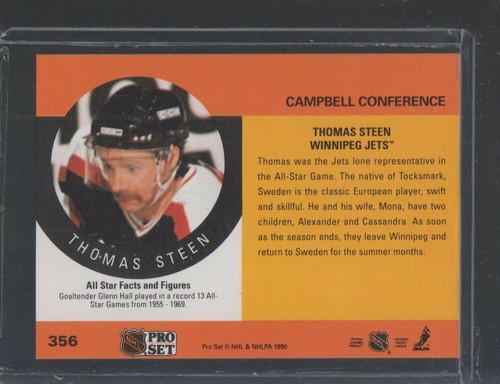 CAMPBELL CONFERENCE
THOMAS STEEN
WINNIPEG JETS™
Thomas was the Jets lone representative in
the All-Star Game. The native of Tocksmark,
Sweden is the classic European player, swift
and skillful. He and his wife, Mona, have two
children, Alexander and Cassandra. As soon
as the season ends, they leave Winnipeg and
return to Sweden for the summer months.
THOMAS STEEN
All Star Facts and Figures
Goaltender Glenn Hall played in a record 13 All-
Star Games from 1955 - 1969.
356
NHL
PRO
SET
Pro Set © NHL & NHLPA 1990
NHL
NHLPA